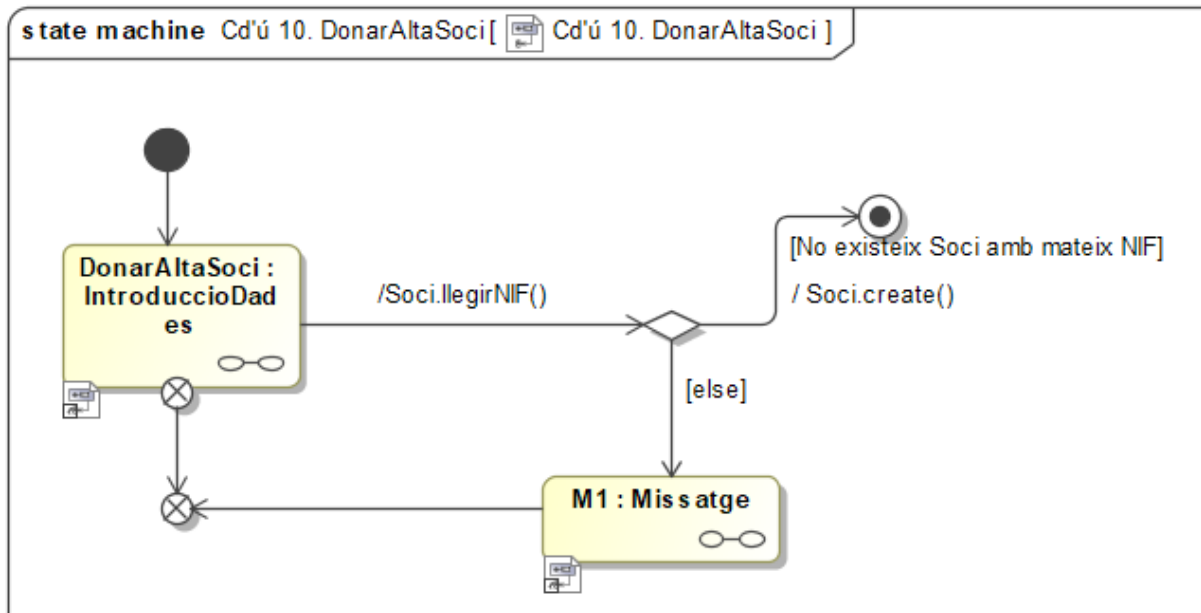 state machine Cd'ú 10. DonarAltaSoci [ Cd'ú 10. DonarAltaSoci ]
DonarAltaSoci :
IntroduccioDad
es
/Soci.llegirNIF()
[No existeix Soci amb mateix NIF]
/ Soci.create()
[else]
M1 : Missatge